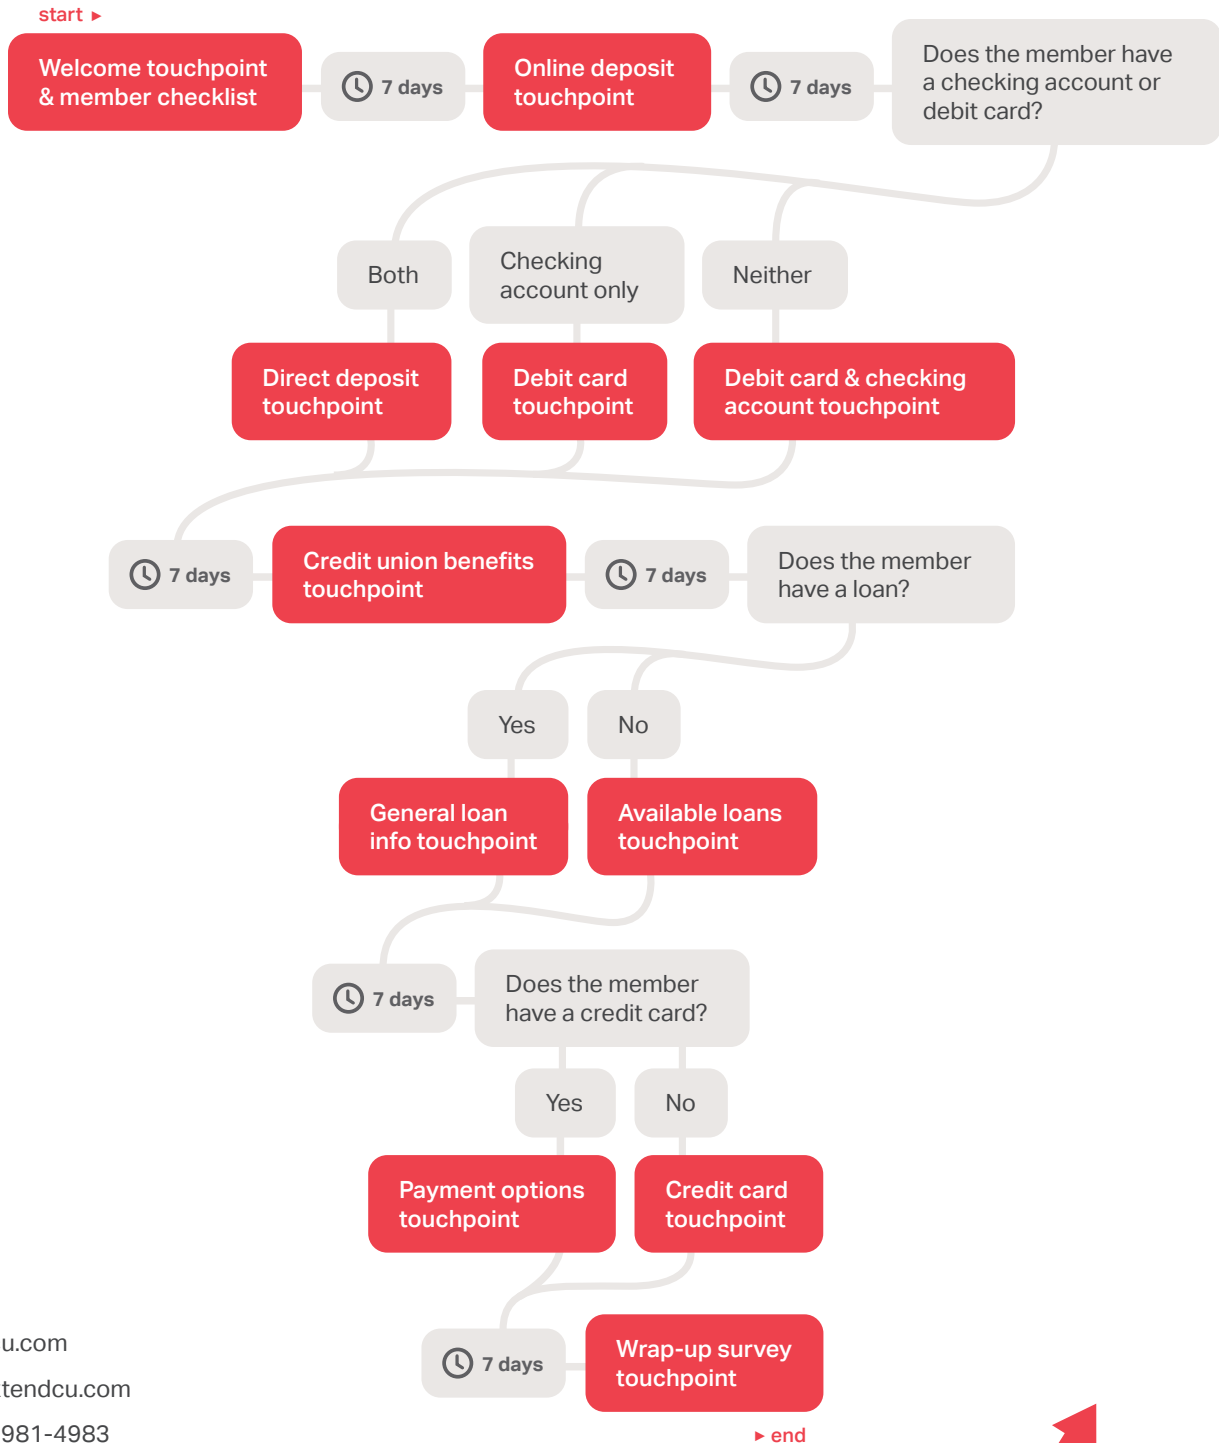 start ►
Welcome touchpoint
& member checklist
7 days
Online deposit
touchpoint
7 days
Does the member have
a checking account or
debit card?
Both
Checking
account only
Neither
Direct deposit
touchpoint
Debit card
touchpoint
Debit card & checking
account touchpoint
7 days
Credit union benefits
touchpoint
7 days
Does the member
have a loan?
Yes
No
General loan
info touchpoint
Available loans
touchpoint
7 days
Does the member
have a credit card?
Yes
No
Payment options
touchpoint
Credit card
touchpoint
7 days
Wrap-up survey
touchpoint
► end
u.com
tendcu.com
981-4983